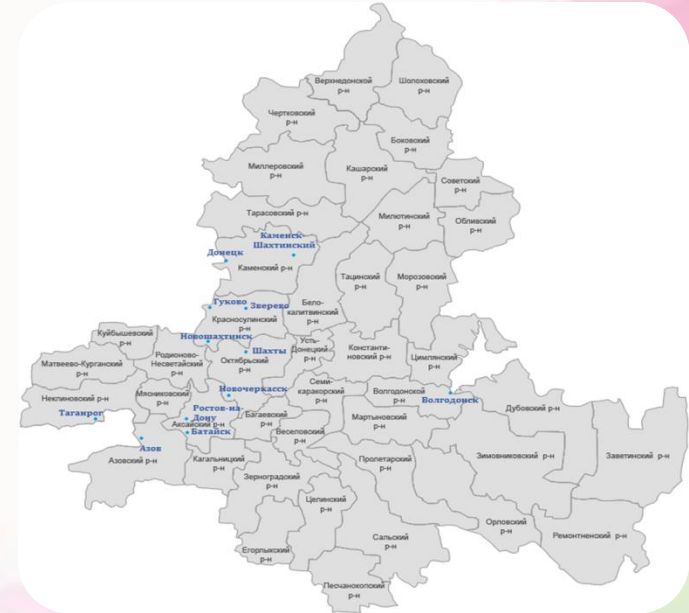 Верхнедонской
р-н
Шолоховский
р-н
Чертковский
р-н
Боковский
р-н
Миллеровский
р-н
Кашарский
р-н
Советский
р-н
Тарасовский р-н
Милютинский
р-н
Обливский
р-н
Каменск-
Шахтинский
Донецк
Каменский р-н
Тацинский
р-н
Морозовский
р-н
Гуково
Зверево
Красносулинский
р-н
Бело-
калитвинский
р-н
Куйбышевский
р-н
Новошахтинск
Родионово-
Несветайский
р-н
Шахты
Октябрьский
р-н
Усть-
Донецкий
р-н
Константи-
новский р-н
Цимлянский
р-н
Матвеево-Курганский
р-н
Неклиновский р-н
Мясниковский
р-н
Новочеркасск
Семи-
каракорский
р-н
Волгодонской
р-н
Волгодонск
Дубовский р-н
Таганрог
Ростов-на-
Дону
Аксайский р-н
Батайск
Багаевский
р-н
Веселовский
р-н
Мартыновский
р-н
Азов
Азовский р-н
Кагальницкий
р-н
Зерноградский
р-н
Пролетарский
р-н
Зимовниковский р-н
Заветинский р-н
Целинский
р-н
Сальский
р-н
Орловский
р-н
Ремонтненский р-н
Егорлыкский
р-н
Песчанокопский
р-н